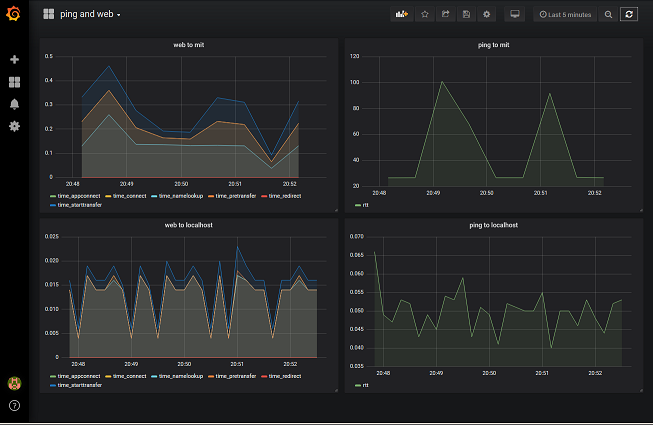 ping and web
Last 5 minutes
web to mit
0.5
0.4
0.3
0.2
0.1
0
20:48 20:49 20:50 20:51 20:52
time_appconnect time_connect time_namelookup time_pretransfer time_redirect
time_starttransfer
ping to mit
120
100
80
60
40
20
20:48 20:49 20:50 20:51 20:52
rtt
web to localhost
0.025
0.020
0.015
0.010
0.005
0
20:48 20:49 20:50 20:51 20:52
time_appconnect time_connect time_namelookup time_pretransfer time_redirect
time_starttransfer
ping to localhost
0.070
0.065
0.060
0.055
0.050
0.045
0.040
0.035
20:48 20:49 20:50 20:51 20:52
rtt